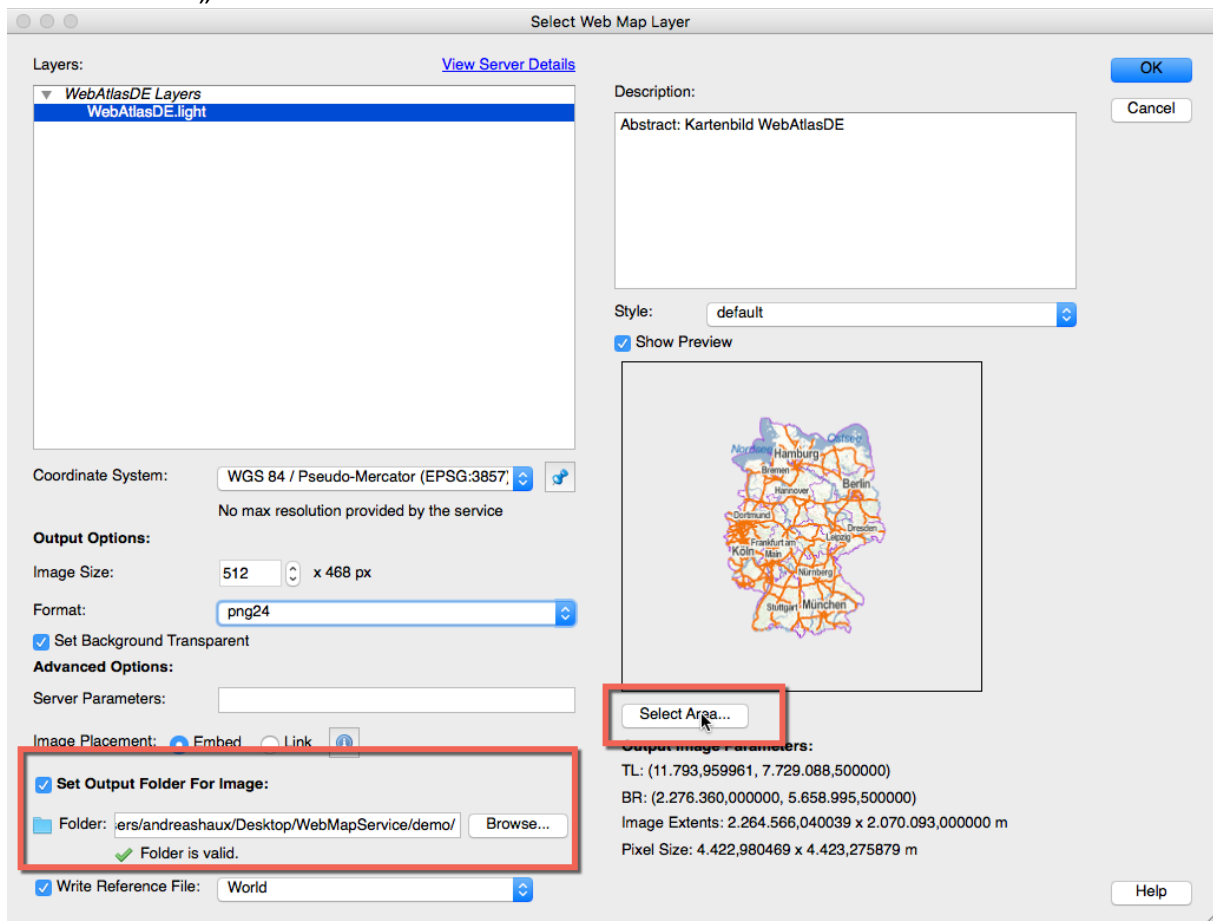 „
Select Web Map Layer
Layers:
View Server Details
WebAtlasDE Layers
WebAtlasDE.light
Coordinate System:
WGS 84 / Pseudo-Mercator (EPSG:3857,
No max resolution provided by the service
Output Options:
Image Size:
512
x 468 px
Format:
png24
Set Background Transparent
Advanced Options:
Server Parameters:
Image Placement:
Embed
Link
Set Output Folder For Image:
Folder:
ers/andreashaux/Desktop/WebMapService/demo/
Browse...
Folder is valid.
Write Reference File:
World
Description:
Abstract: Kartenbild WebAtlasDE
Style:
default
Show Preview
Nordsee
Ostsee
Hamburg
Bremen
Berlin
Hannover
Dortmund
Dresden
Leipzig
Frankfurt am
Köln
Main
Nürnberg
Stuttgart
München
Select Area...
Output Image Parameters:
TL: (11.793,959961, 7.729.088,500000)
BR: (2.276.360,000000, 5.658.995,500000)
Image Extents: 2.264.566,040039 x 2.070.093,000000 m
Pixel Size: 4.422,980469 x 4.423,275879 m
OK
Cancel
Help